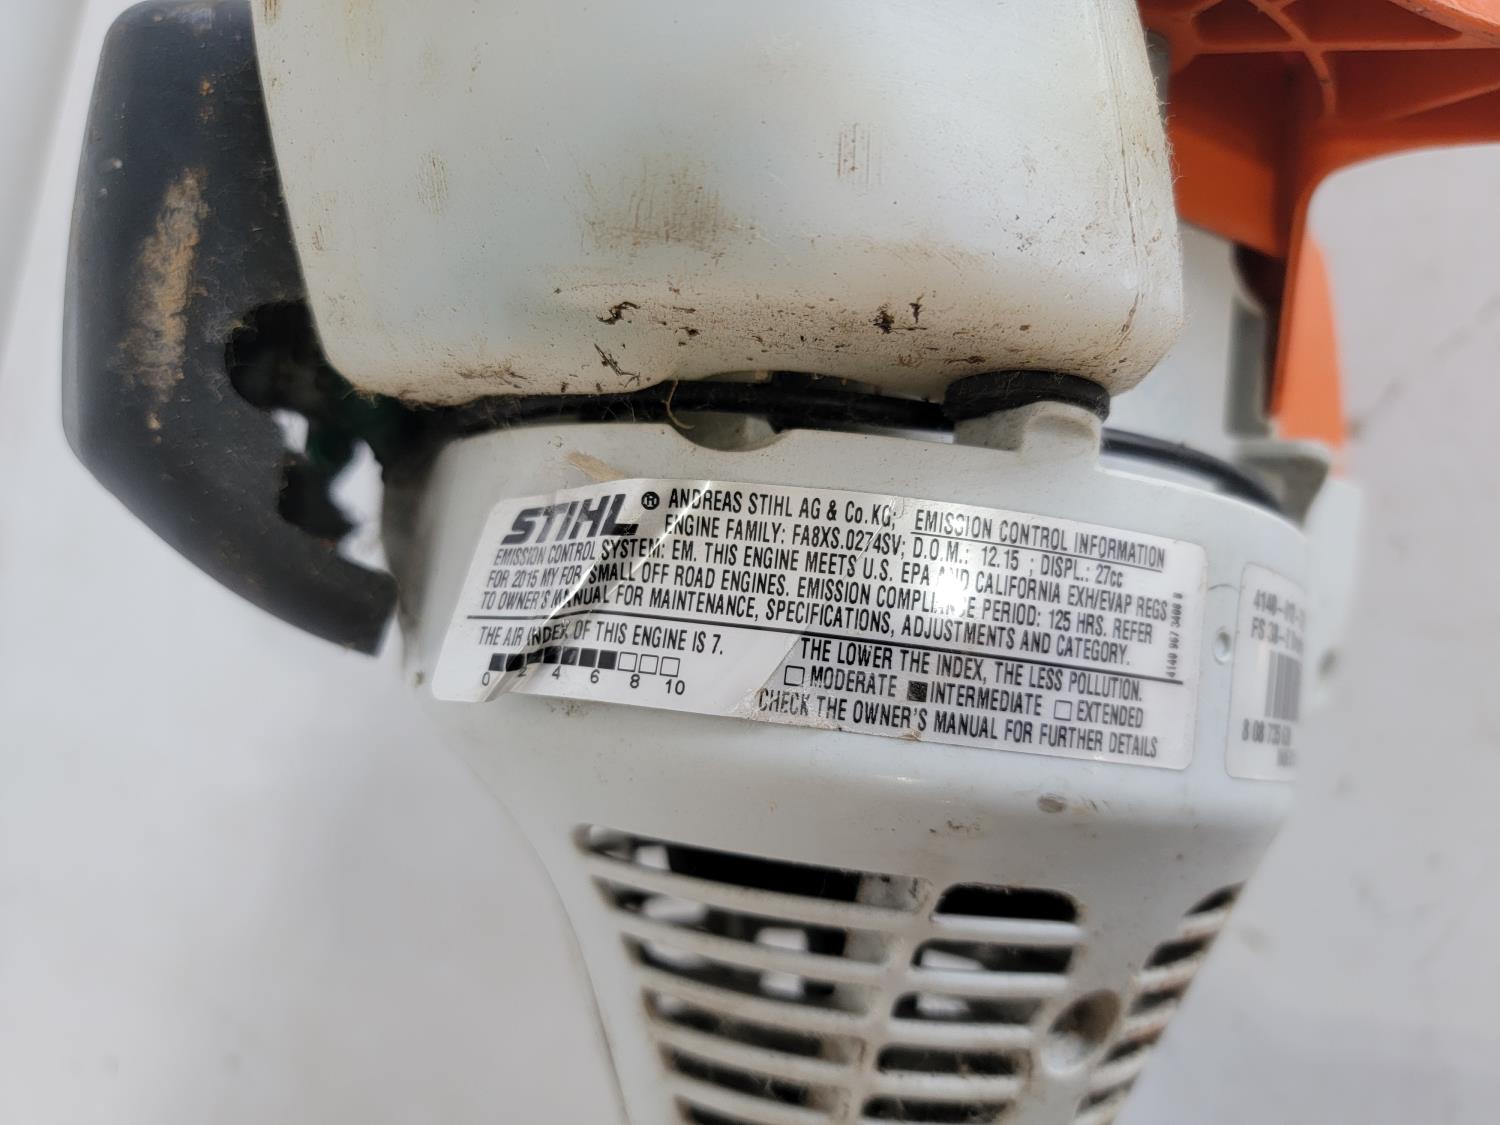 STIHL ® ANDREAS STIHL AG & Co. KG; EMISSION CONTROL INFORMATION
ENGINE FAMILY: FA8XS.0274SV; D.O.M.: 12.15 ; DISPL.: 27cc
EMISSION CONTROL SYSTEM: EM. THIS ENGINE MEETS U.S. EPA AND CALIFORNIA EXH/EVAP REGS
FOR 2015 MY FOR SMALL OFF ROAD ENGINES. EMISSION COMPLIANCE PERIOD: 125 HRS. REFER
TO OWNER'S MANUAL FOR MAINTENANCE, SPECIFICATIONS, ADJUSTMENTS AND CATEGORY.
THE AIR INDEX OF THIS ENGINE IS 7.
0 2 4 6 8 10
THE LOWER THE INDEX, THE LESS POLLUTION.
MODERATE INTERMEDIATE EXTENDED
CHECK THE OWNER'S MANUAL FOR FURTHER DETAILS
4140 967
4140
FS